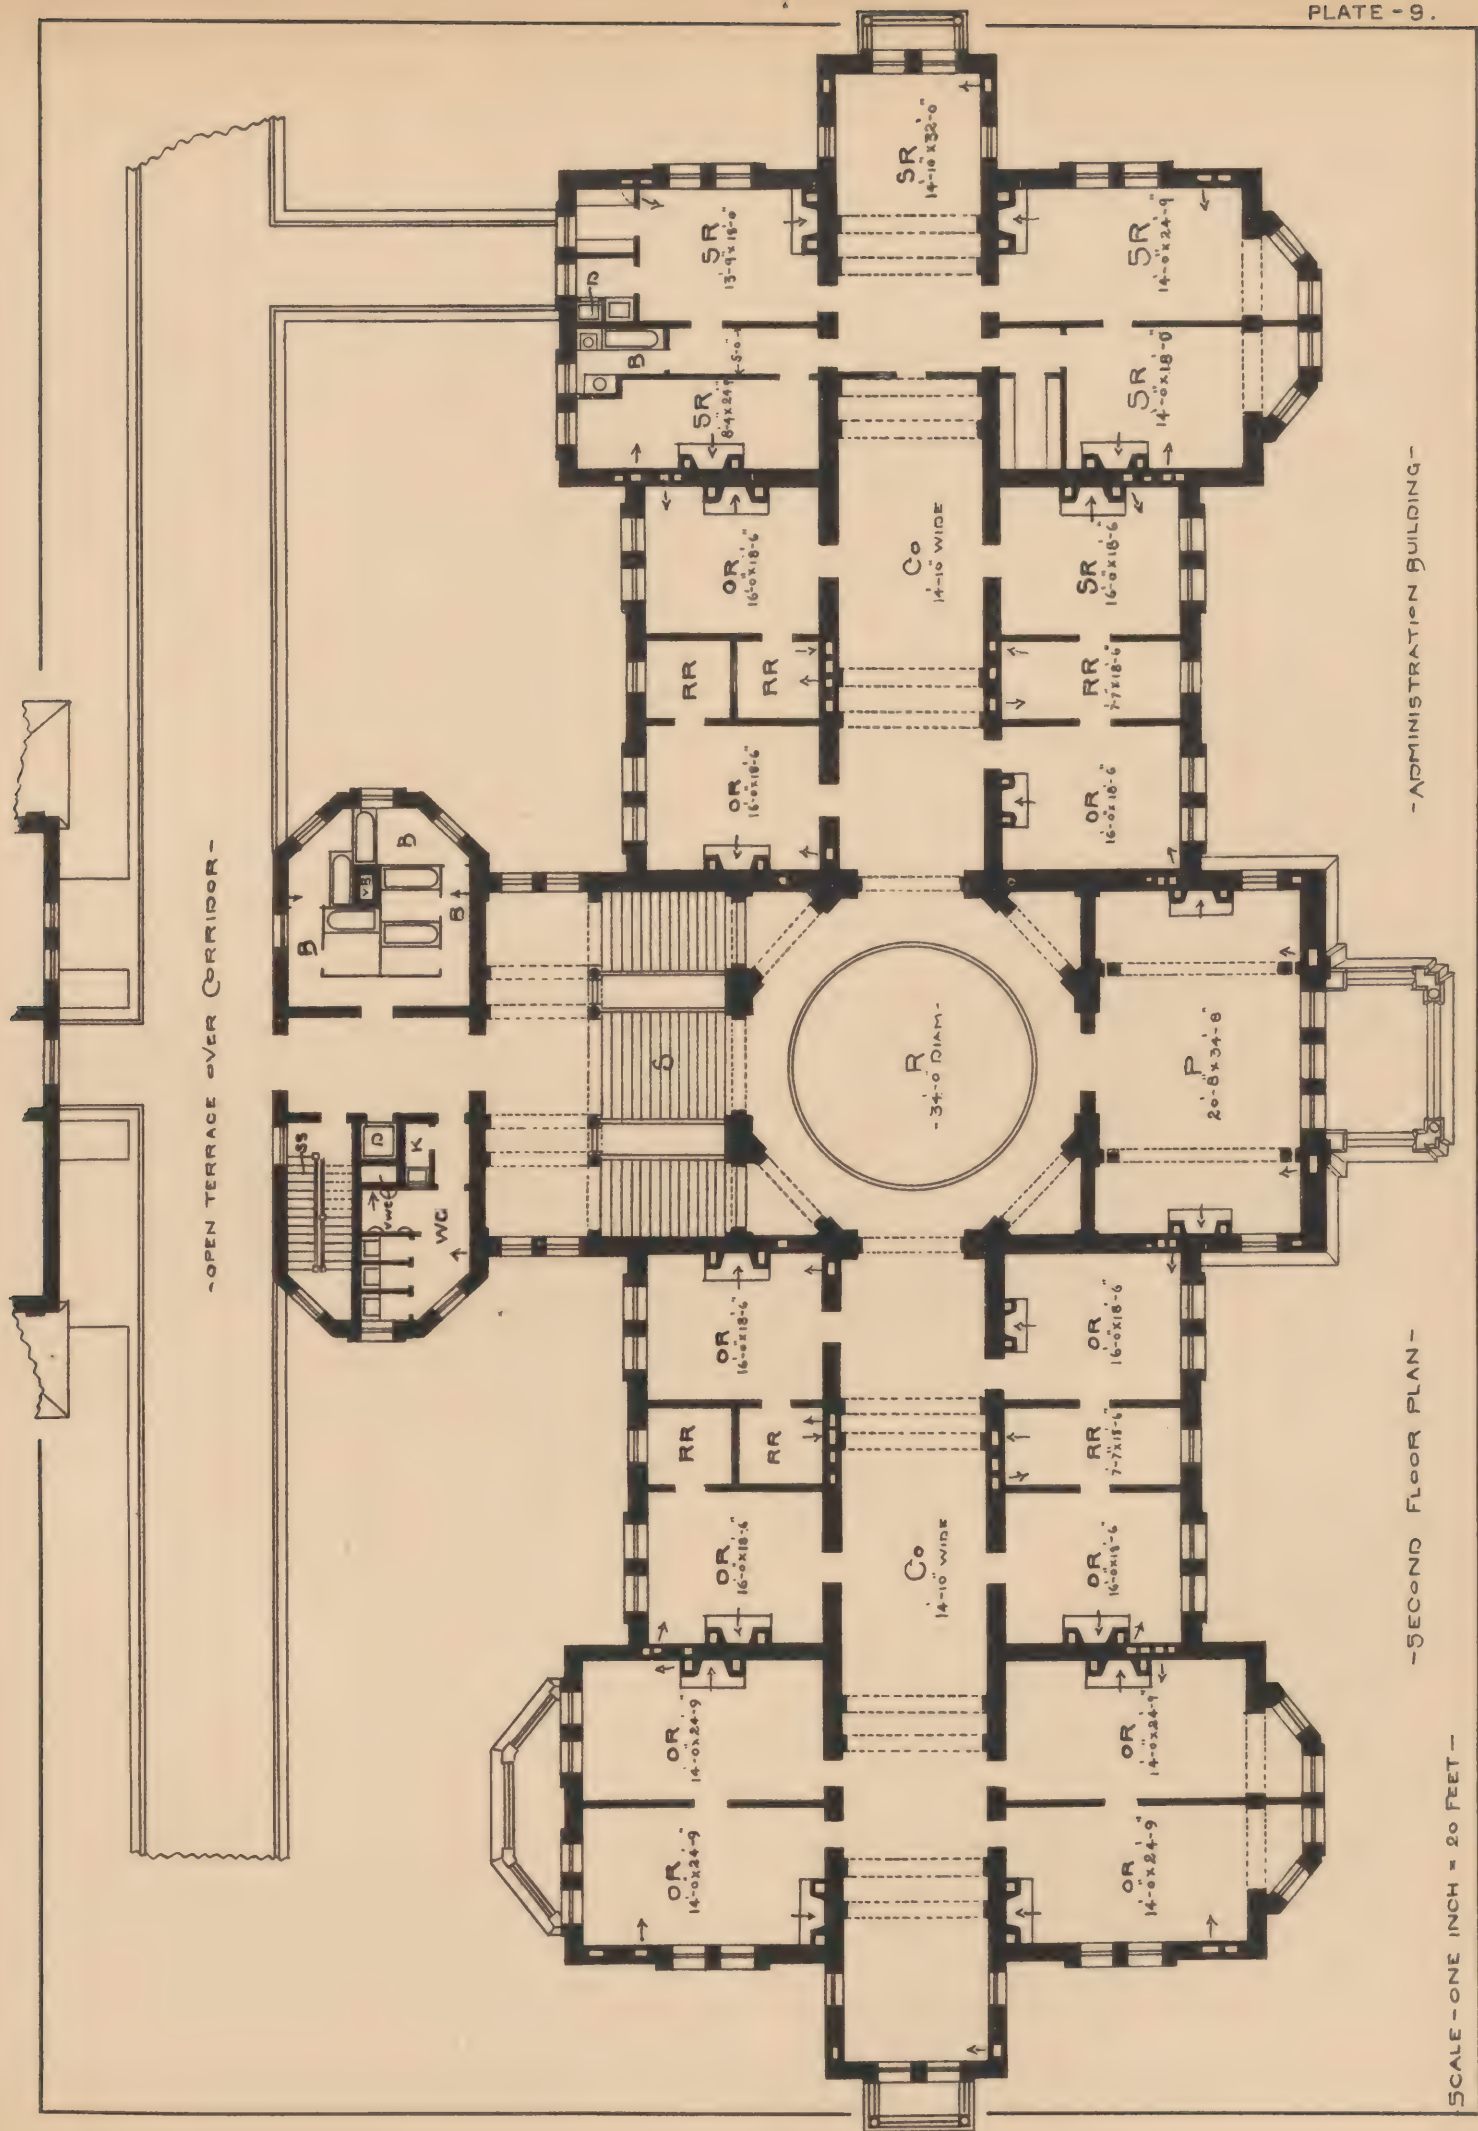 PLATE - 9.
-OPEN TERRACE OVER CORRIDOR-
SR
14'-10" x 32'-0"
SR
13'-9" x 18'-0"
D
B
5'-0"
SR
8'-4 x 24-9"
SR
14'-0" x 24'-9
SR
14'-0" x 18'-0"
OR
16'-0" x 18'-6"
Co
14'-10" WIDE
SR
16'-0" x 18'-6"
RR
RR
RR
7'-7" x 18'-6"
OR
16'-0" x 18'-6"
OR
16'-0" x 18'-6"
B
VB
B
B
S
R
- 34'-0 DIAM -
P
20'-8" x 34'-8"
SS
D
K
VWC
WC
OR
16'-0" x 18'-6"
OR
16'-0" x 18'-6"
RR
RR
RR
7'-7" x 18'-6"
OR
16'-0" x 18'-6"
Co
14'-10" WIDE
OR
16'-0" x 18'-6"
OR
14'-0" x 24'-9"
OR
14'-0" x 24'-9"
OR
14'-0" x 24'-9"
OR
14'-0" x 24'-9"
-ADMINISTRATION BUILDING-
-SECOND FLOOR PLAN-
SCALE - ONE INCH = 20 FEET -